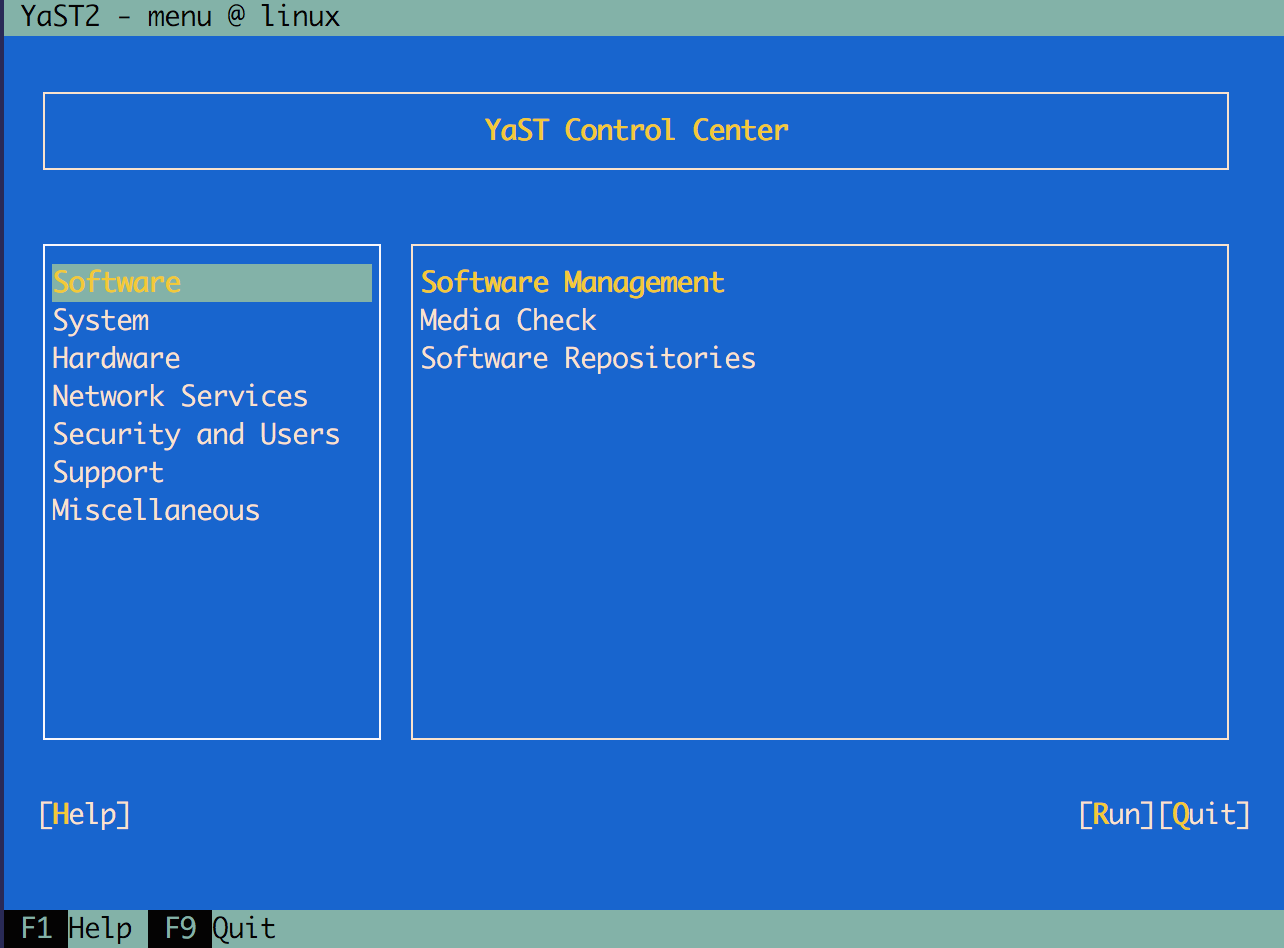 YaST2 - menu @ linux
YaST Control Center
Software
System
Hardware
Network Services
Security and Users
Support
Miscellaneous
Software Management
Media Check
Software Repositories
[Help] [Run][Quit]
F1 Help F9 Quit